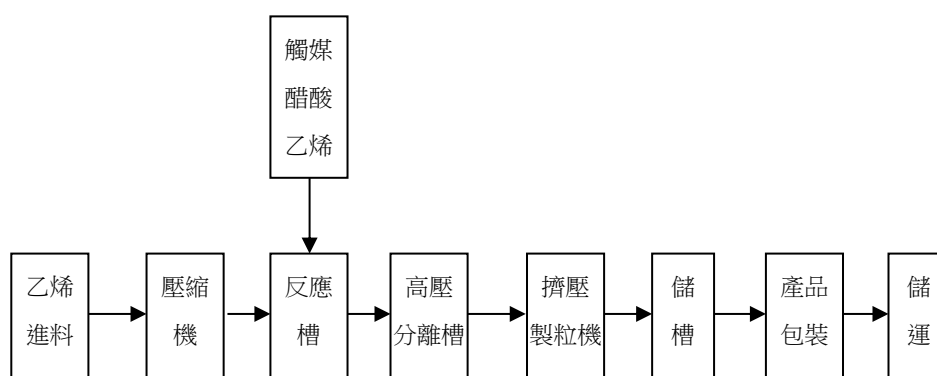 觸媒
醋酸
乙烯
乙烯
進料
壓縮
機
反應
槽
高壓
分離槽
擠壓
製粒機
儲
槽
產品
包裝
儲
運